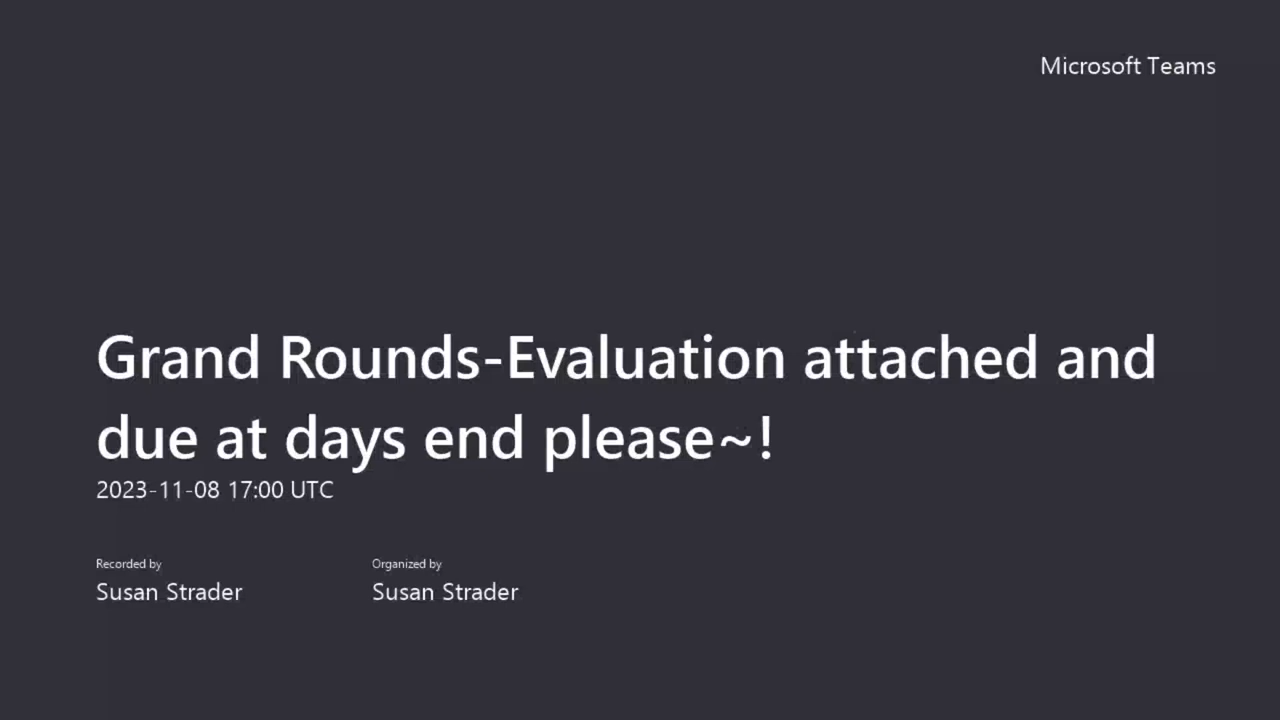 Microsoft Teams
Grand Rounds-Evaluation attached and
due at days end please~!
2023-11-08 17:00 UTC
Recorded by
Organized by
Susan Strader
Susan Strader